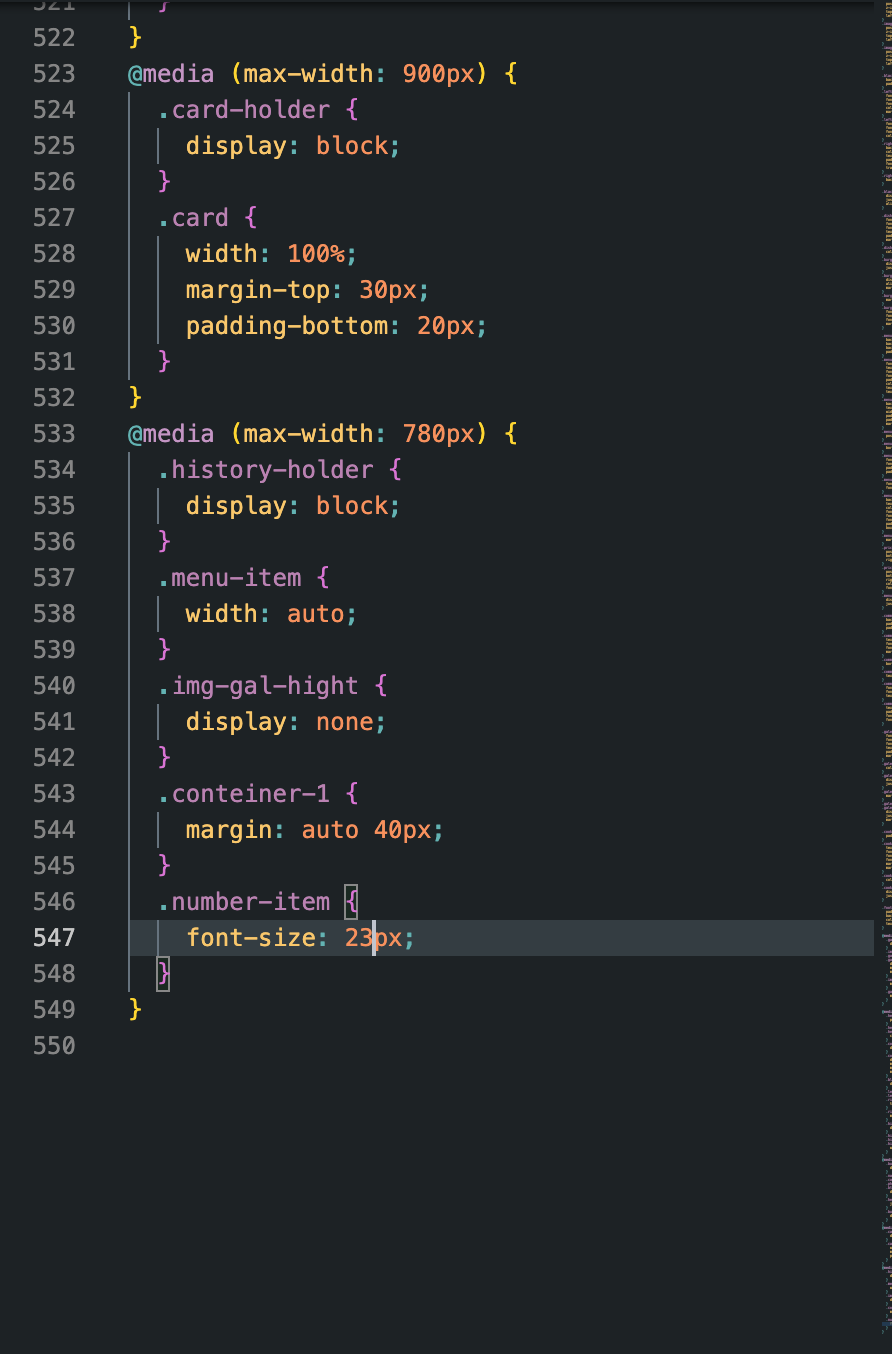 521 }
522 }
523 @media (max-width: 900px) {
524 .card-holder {
525 display: block;
526 }
527 .card {
528 width: 100%;
529 margin-top: 30px;
530 padding-bottom: 20px;
531 }
532 }
533 @media (max-width: 780px) {
534 .history-holder {
535 display: block;
536 }
537 .menu-item {
538 width: auto;
539 }
540 .img-gal-hight {
541 display: none;
542 }
543 .conteiner-1 {
544 margin: auto 40px;
545 }
546 .number-item {
547 font-size: 23px;
548 }
549 }
550